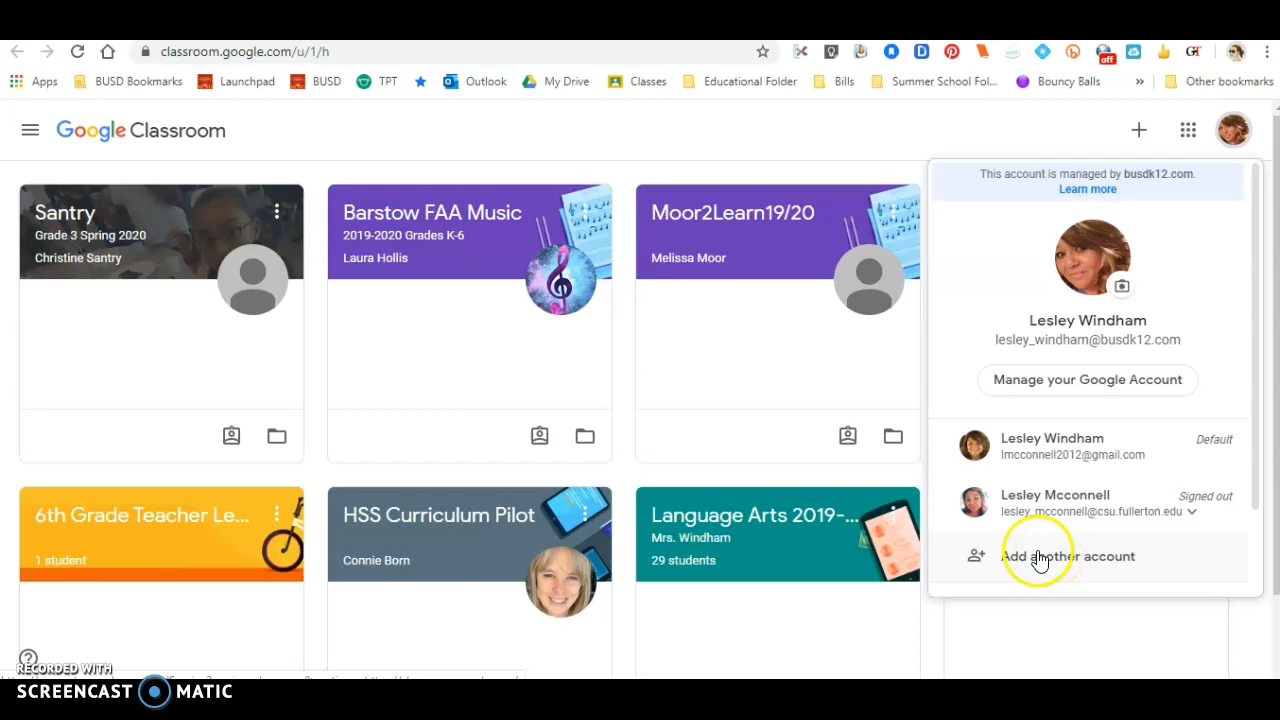 classroom.google.com/u/1/h
GT
off
Apps BUSD Bookmarks Launchpad BUSD TPT Outlook My Drive Classes Educational Folder Bills Summer School Fol... Bouncy Balls » Other bookmarks
Google Classroom
This account is managed by busdk12.com.
Learn more
Lesley Windham
lesley_windham@busdk12.com
Manage your Google Account
Lesley Windham
Default
lmcconnell2012@gmail.com
Lesley Mcconnell
Signed out
lesley_mcconnell@csu.fullerton.edu
Add another account
Santry
Grade 3 Spring 2020
Christine Santry
Barstow FAA Music
2019-2020 Grades K-6
Laura Hollis
Moor2Learn19/20
Melissa Moor
6th Grade Teacher Le...
1 student
HSS Curriculum Pilot
Connie Born
Language Arts 2019-...
Mrs. Windham
29 students
RECORDED WITH
SCREENCAST MATIC